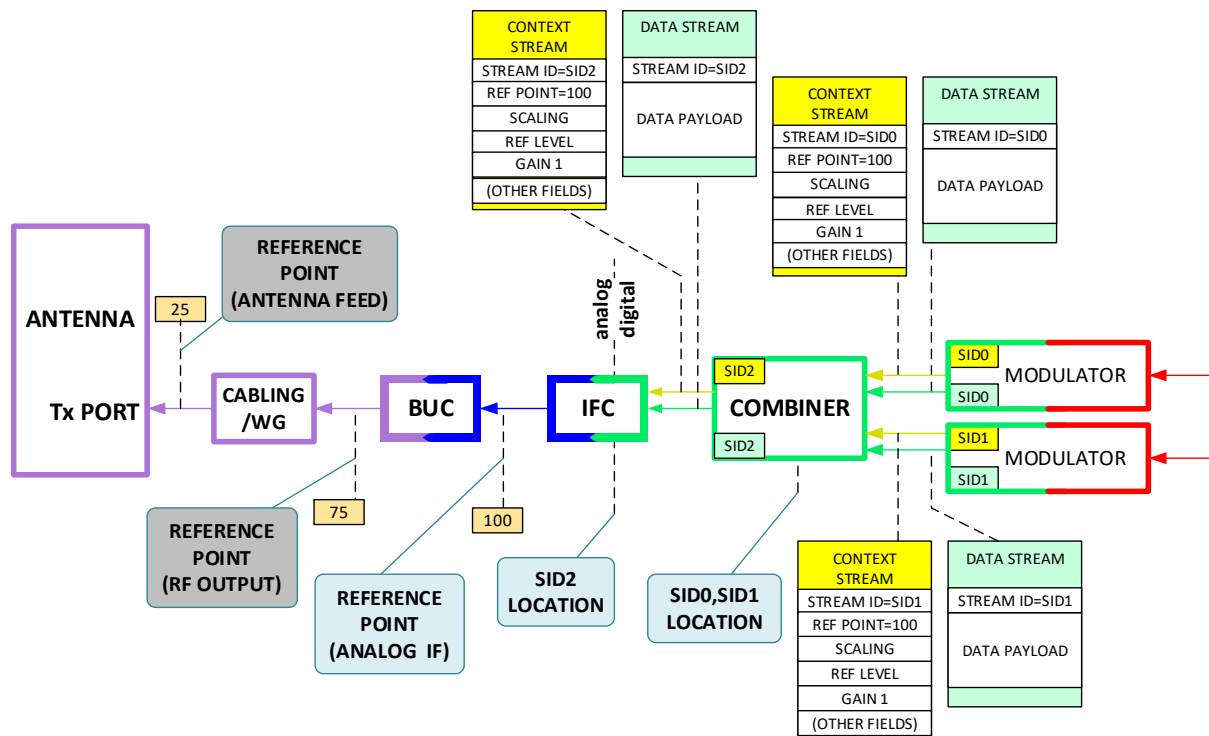 CONTEXT
STREAM
STREAM ID=SID2
REF POINT=100
SCALING
REF LEVEL
GAIN 1
(OTHER FIELDS)
DATA STREAM
STREAM ID=SID2
DATA PAYLOAD
CONTEXT
STREAM
STREAM ID=SID0
REF POINT=100
SCALING
REF LEVEL
GAIN 1
(OTHER FIELDS)
DATA STREAM
STREAM ID=SID0
DATA PAYLOAD
REFERENCE
POINT
(ANTENNA FEED)
25
analog
digital
ANTENNA
Tx PORT
CABLING
/WG
BUC
IFC
SID2
COMBINER
SID2
SID0
MODULATOR
SID0
SID1
MODULATOR
SID1
75
100
REFERENCE
POINT
(RF OUTPUT)
REFERENCE
POINT
(ANALOG IF)
SID2
LOCATION
SID0,SID1
LOCATION
CONTEXT
STREAM
STREAM ID=SID1
REF POINT=100
SCALING
REF LEVEL
GAIN 1
(OTHER FIELDS)
DATA STREAM
STREAM ID=SID1
DATA PAYLOAD